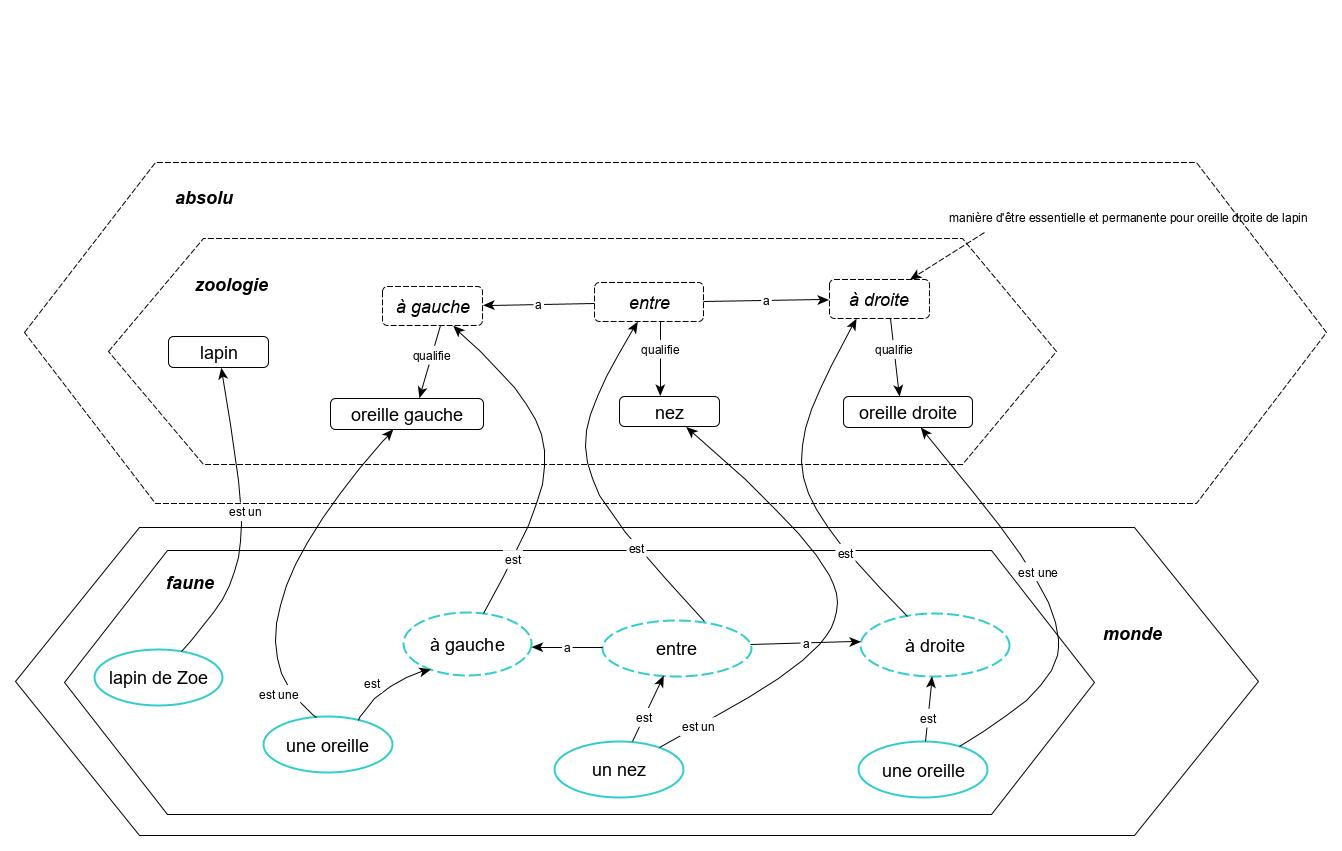 absolu
manière d'être essentielle et permanente pour oreille droite de lapin
zoologie
à gauche
a
entre
a
à droite
lapin
qualifie
qualifie
qualifie
oreille gauche
nez
oreille droite
est un
est
est
est
est une
faune
monde
à gauche
a
entre
a
à droite
lapin de Zoe
est
est une
est
est un
est
une oreille
un nez
une oreille